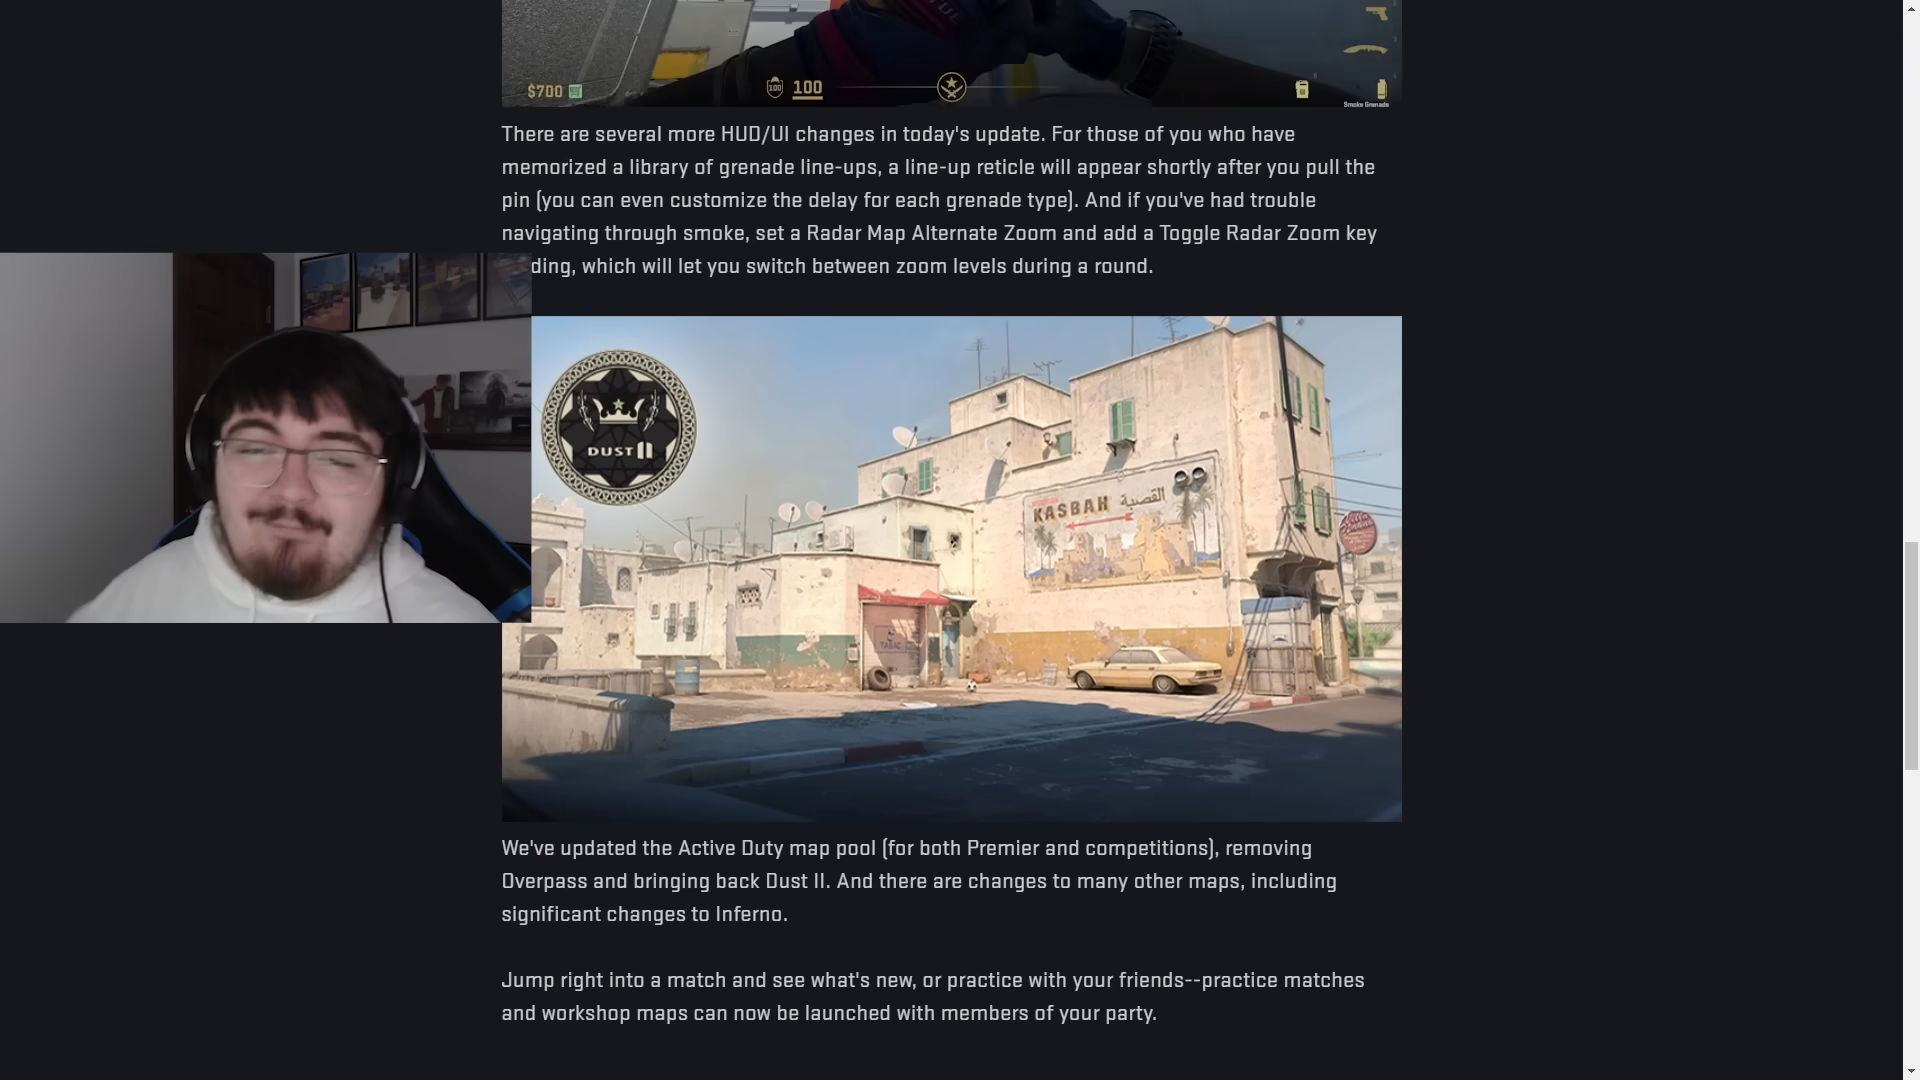 $700
100
100
Smoke Grenade
There are several more HUD/UI changes in today's update. For those of you who have
memorized a library of grenade line-ups, a line-up reticle will appear shortly after you pull the
pin (you can even customize the delay for each grenade type). And if you've had trouble
navigating through smoke, set a Radar Map Alternate Zoom and add a Toggle Radar Zoom key
ding, which will let you switch between zoom levels during a round.
DUST II
KASBAH القصبة
TABAC
We've updated the Active Duty map pool (for both Premier and competitions), removing
Overpass and bringing back Dust II. And there are changes to many other maps, including
significant changes to Inferno.
Jump right into a match and see what's new, or practice with your friends--practice matches
and workshop maps can now be launched with members of your party.